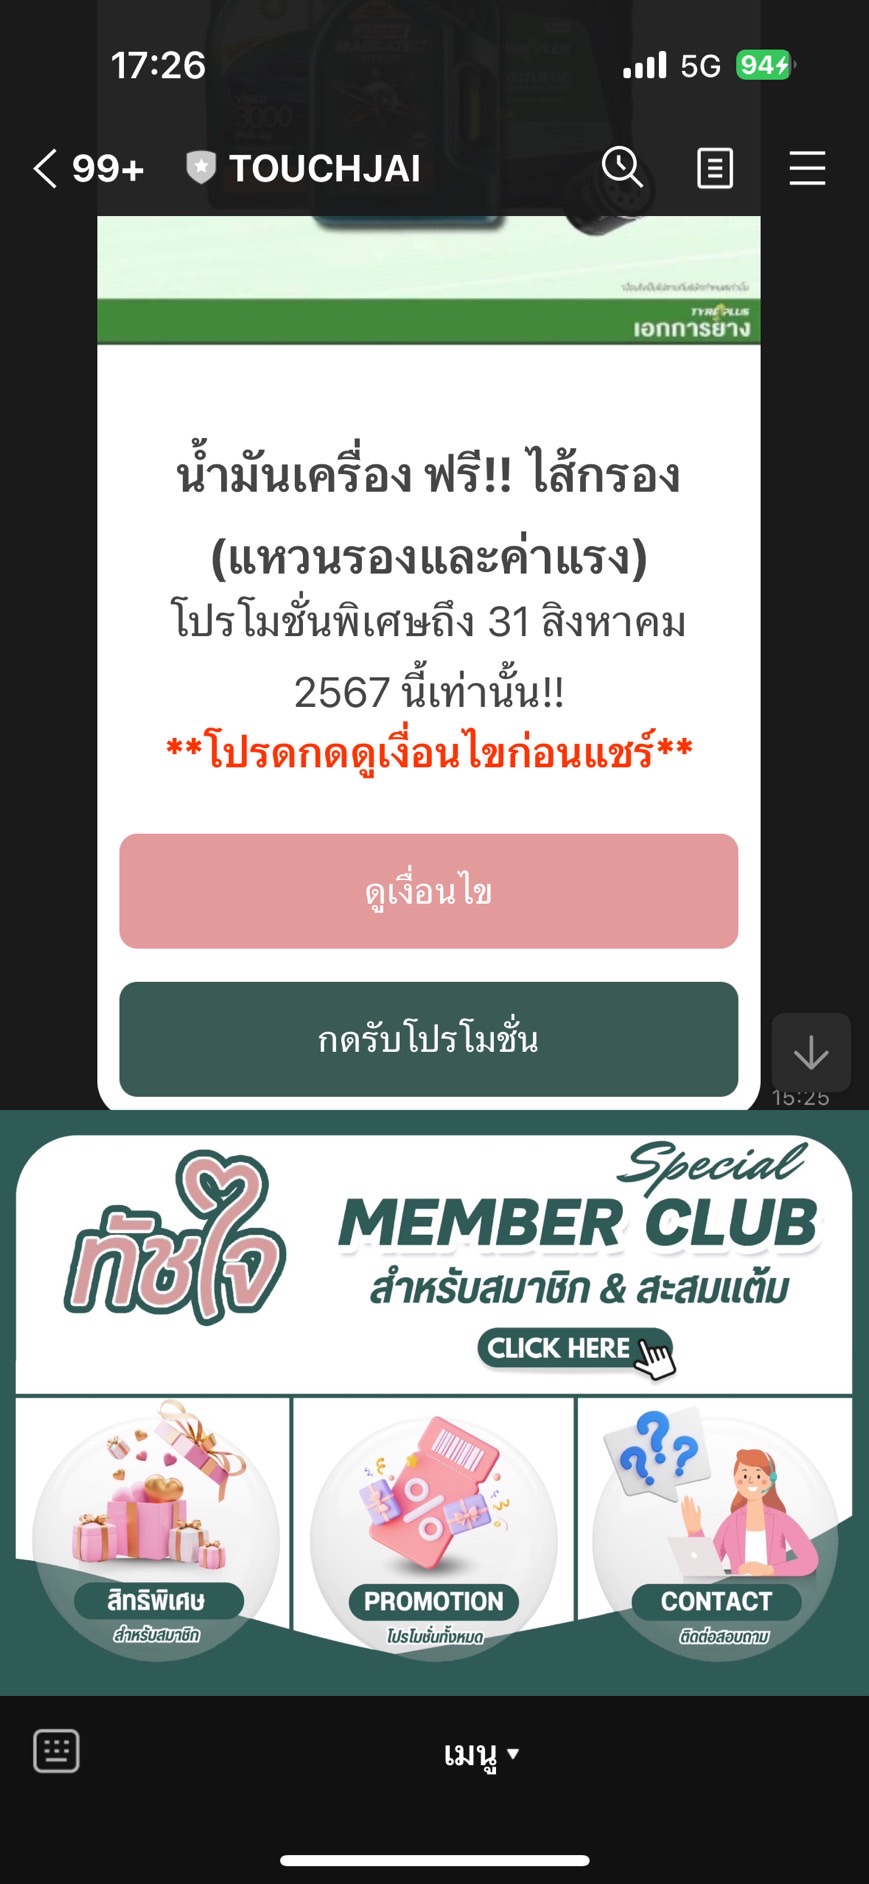 17:26
5G 94
99+ TOUCHJAI
MAGNATEC
3000
TYREPLUS
เอกการยาง
น้ำมันเครื่อง ฟรี!! ไส้กรอง
(แหวนรองและค่าแรง)
โปรโมชั่นพิเศษถึง 31 สิงหาคม
2567 นี้เท่านั้น!!
**โปรดกดดูเงื่อนไขก่อนแชร์**
ดูเงื่อนไข
กดรับโปรโมชั่น
15:25
ทัชใจ
Special
MEMBER CLUB
สำหรับสมาชิก & สะสมแต้ม
CLICK HERE
สิทธิพิเศษ
สำหรับสมาชิก
PROMOTION
โปรโมชั่นทั้งหมด
CONTACT
ติดต่อสอบถาม
เมนู